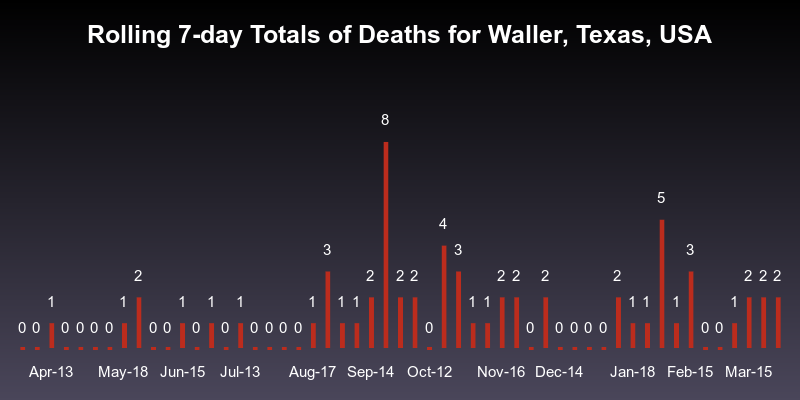 Rolling 7-day Totals of Deaths for Waller, Texas, USA
8
5
4
3 3 3
2 2 2 2 2 2 2 2 2 2 2
1 1 1 1 1 1 1 1 1 1 1 1 1 1
0 0 0 0 0 0 0 0 0 0 0 0 0 0 0 0 0 0 0 0 0 0
Apr-13 May-18 Jun-15 Jul-13 Aug-17 Sep-14 Oct-12 Nov-16 Dec-14 Jan-18 Feb-15 Mar-15